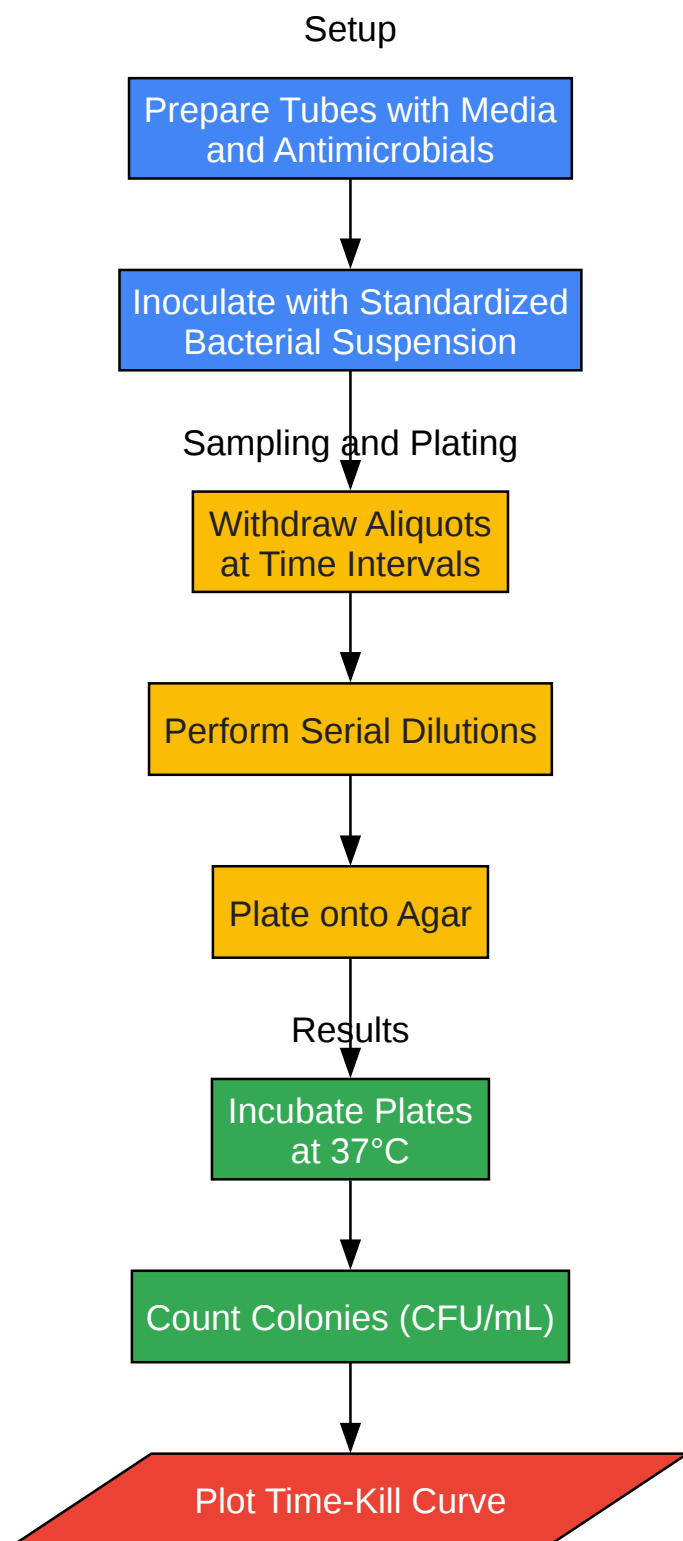 Setup
Prepare Tubes with Media
and Antimicrobials
Inoculate with Standardized
Bacterial Suspension
Sampling and Plating
Withdraw Aliquots
at Time Intervals
Perform Serial Dilutions
Plate onto Agar
Results
Incubate Plates
at 37°C
Count Colonies (CFU/mL)
Plot Time-Kill Curve